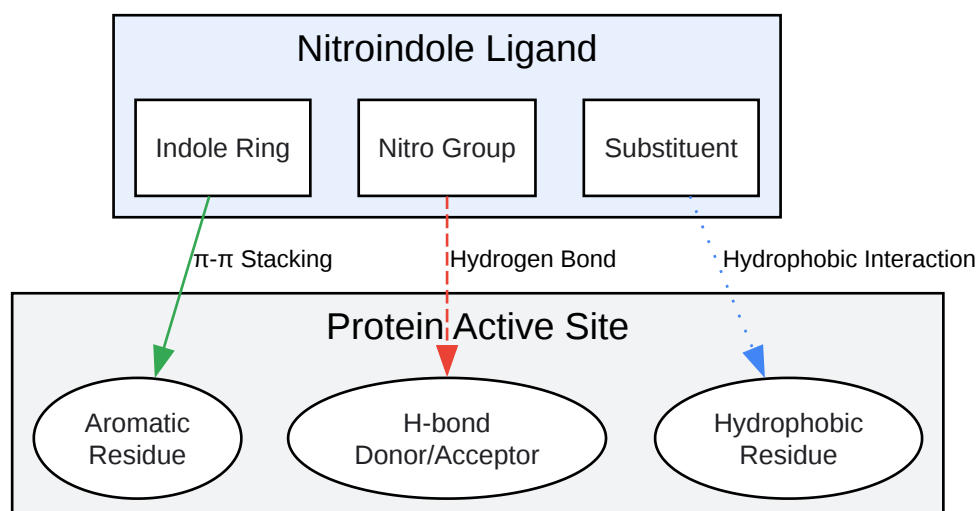 Nitroindole Ligand
Indole Ring
Nitro Group
Substituent
π-π Stacking
Hydrogen Bond
Hydrophobic Interaction
Protein Active Site
Aromatic
Residue
H-bond
Donor/Acceptor
Hydrophobic
Residue